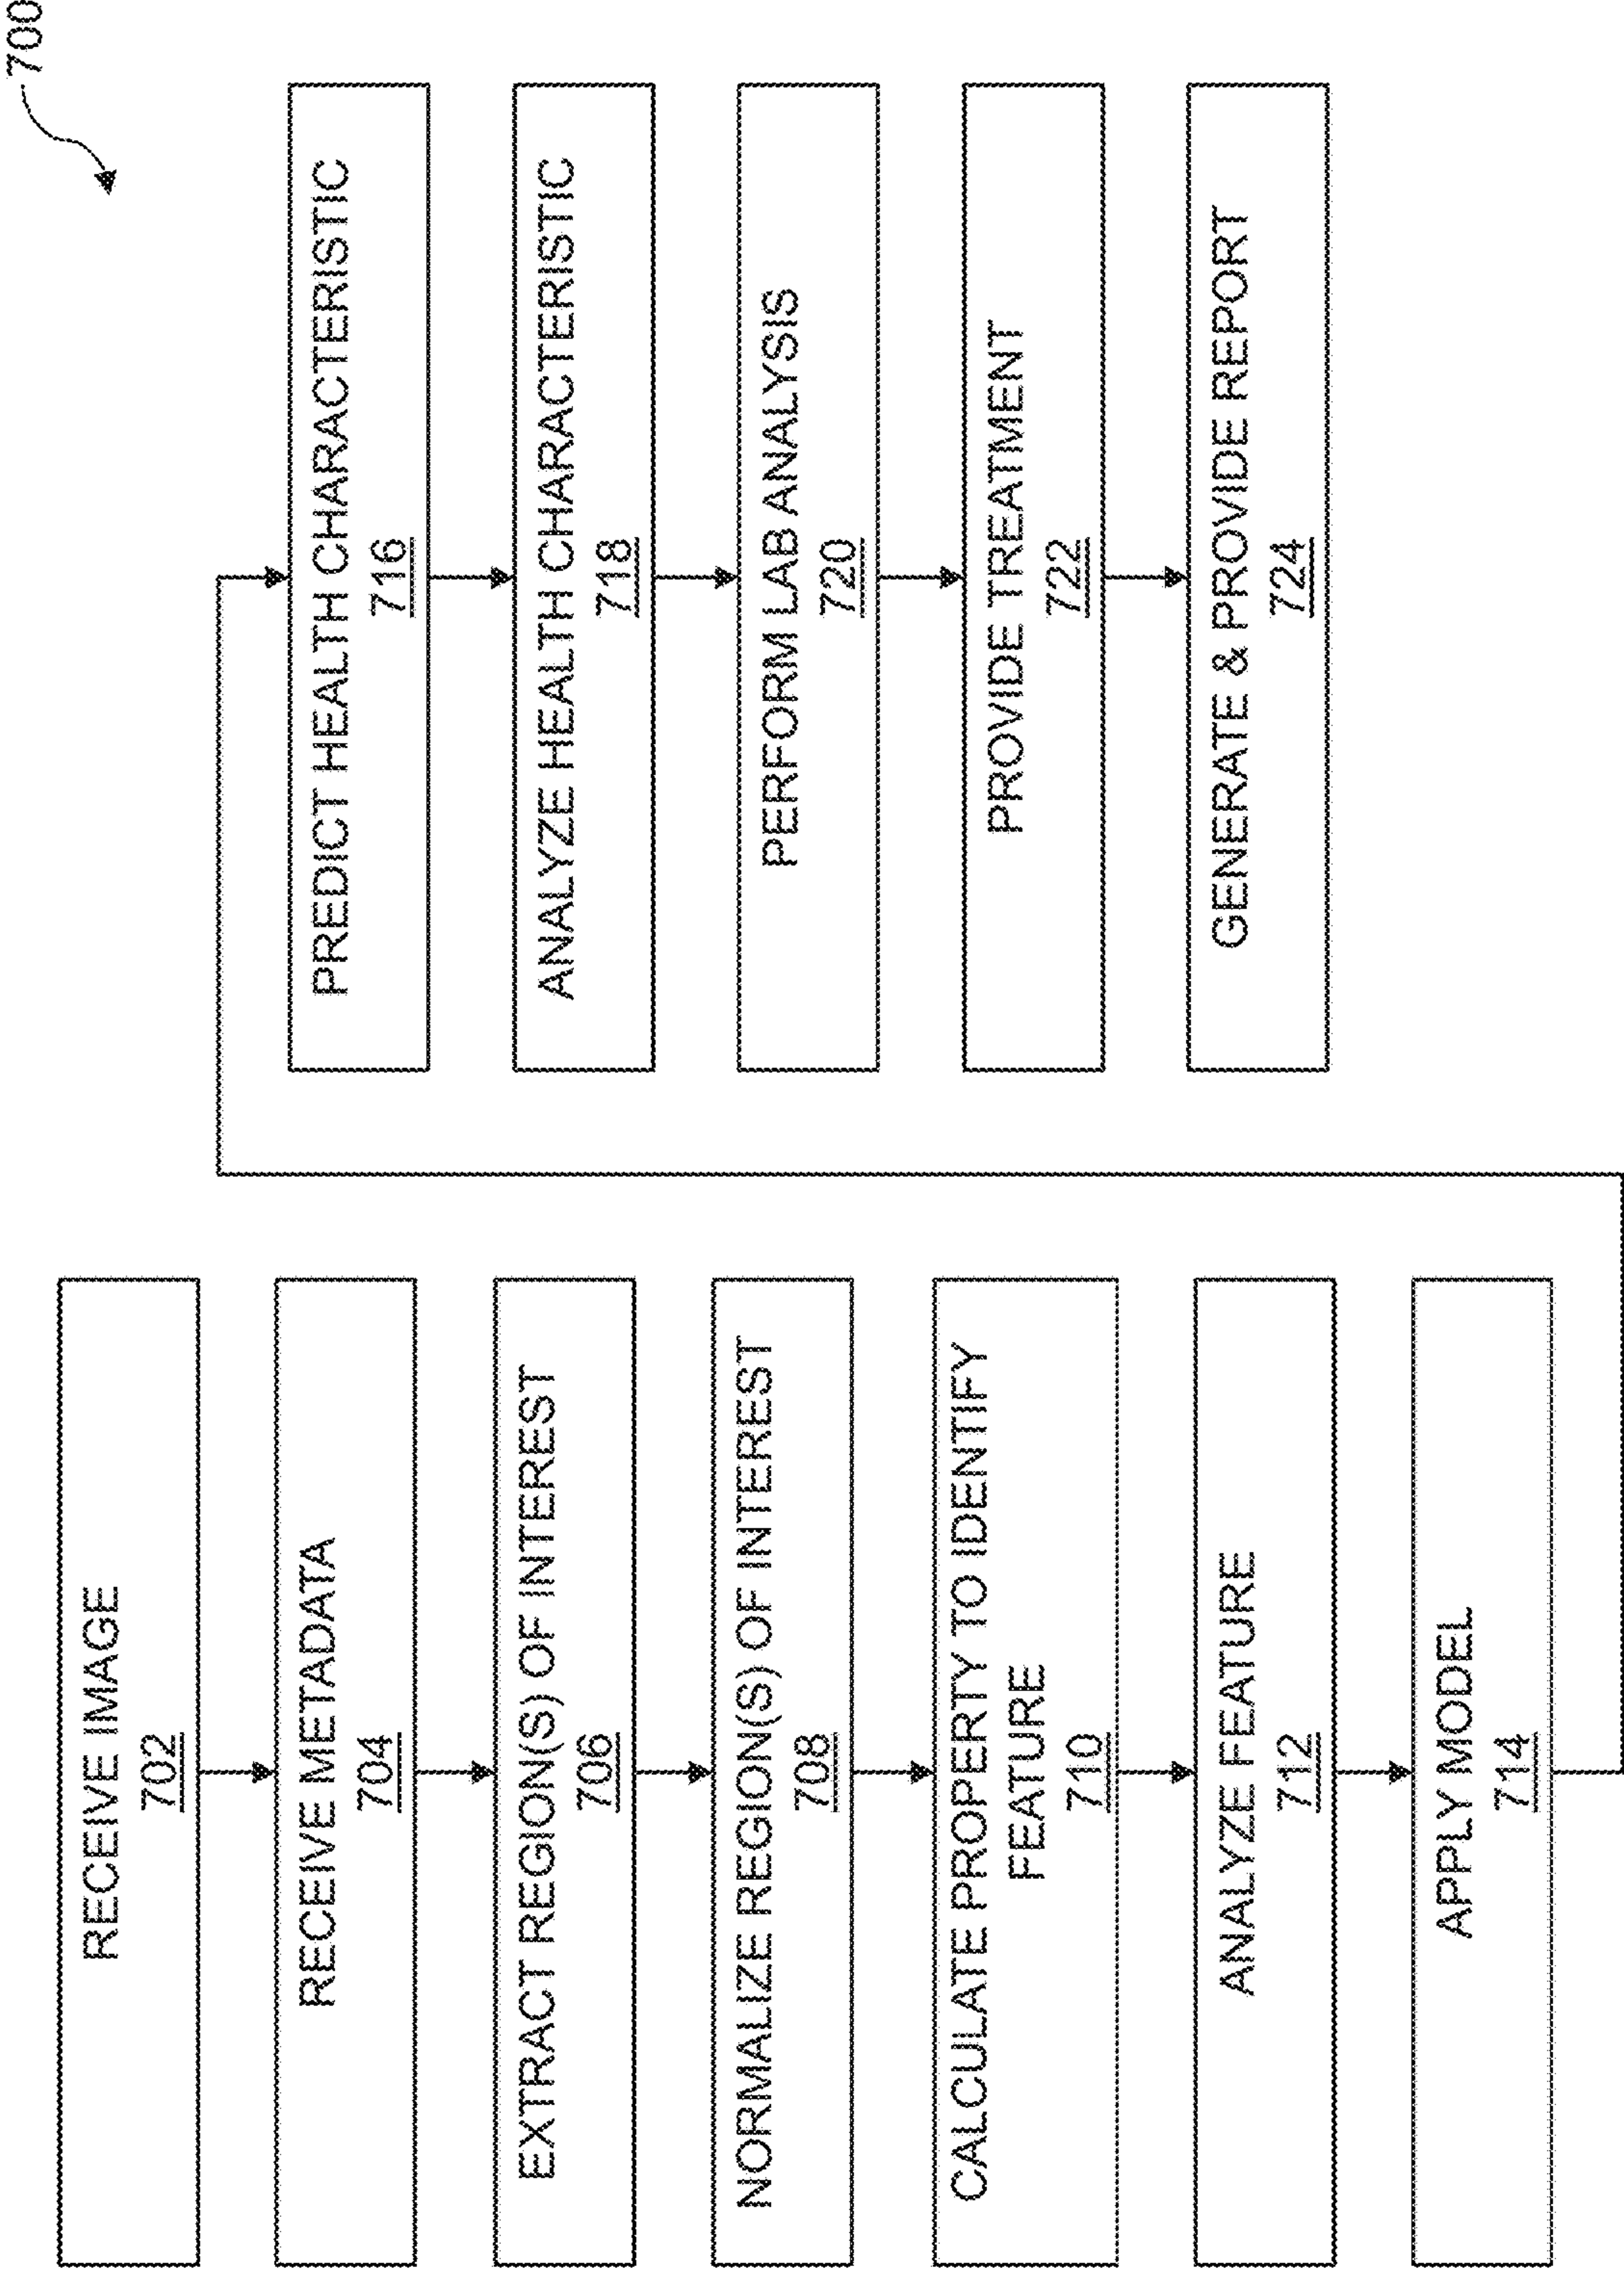 700
RECEIVE IMAGE
702
RECEIVE METADATA
704
EXTRACT REGION(S) OF INTEREST
706
NORMALIZE REGION(S) OF INTEREST
708
CALCULATE PROPERTY TO IDENTIFY
FEATURE
710
ANALYZE FEATURE
712
APPLY MODEL
714
PREDICT HEALTH CHARACTERISTIC
716
ANALYZE HEALTH CHARACTERISTIC
718
PERFORM LAB ANALYSIS
720
PROVIDE TREATMENT
722
GENERATE & PROVIDE REPORT
724